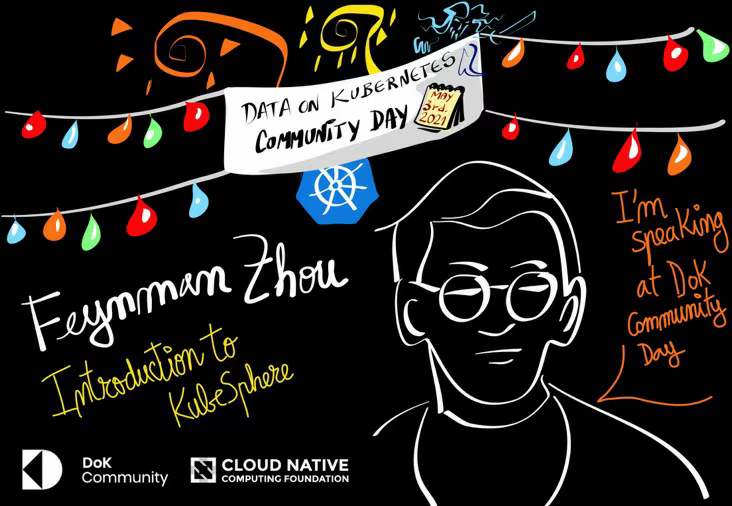 DATA ON KUBERNETES
COMMUNITY DAY
MAY
3rd.
2021
Feynman Zhou
Introduction to
KubeSphere
I'm
speaking
at DoK
Community
Day
DoK
Community
CLOUD NATIVE
COMPUTING FOUNDATION